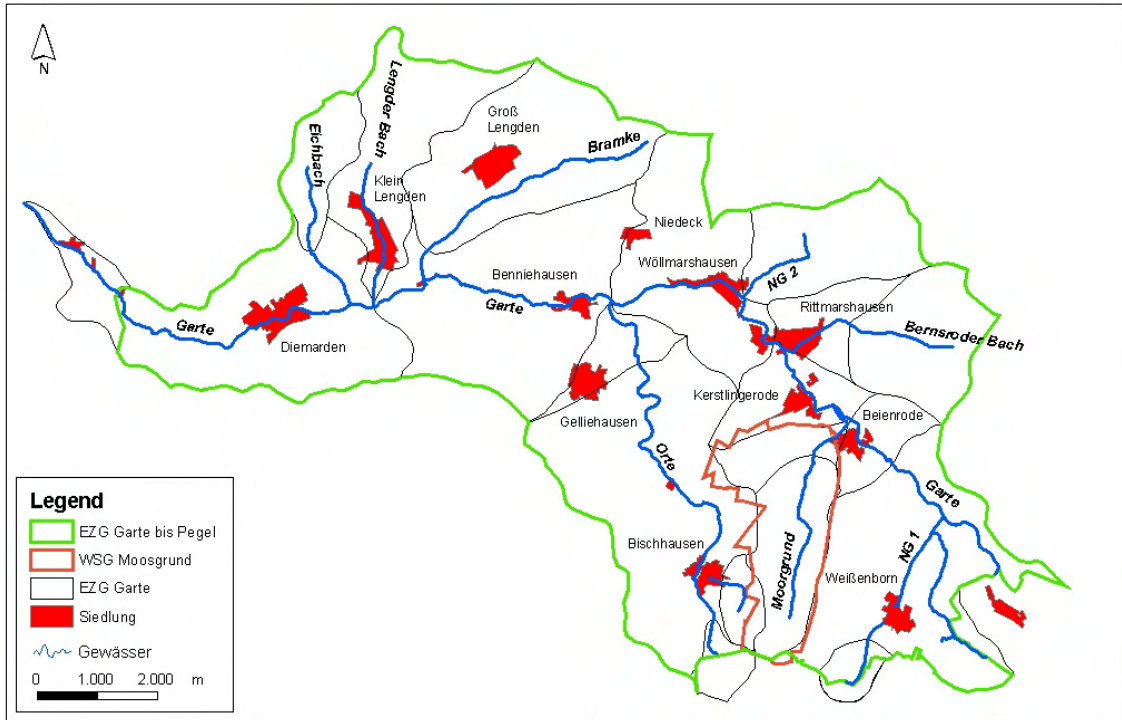 N
Lengder Bach
Eichbach
Groß
Lengden
Bramke
Klein
Lengden
Niedeck
Wöllmarshausen
NG 2
Benniehausen
Rittmarshausen
Garte
Garte
Bernsroder Bach
Diemarden
Kerstlingerode
Beienrode
Gelliehausen
Orte
Garte
Bischhausen
Moorgrund
NG 1
Weißenborn
Legend
EZG Garte bis Pegel
WSG Moosgrund
EZG Garte
Siedlung
Gewässer
0 1.000 2.000 m